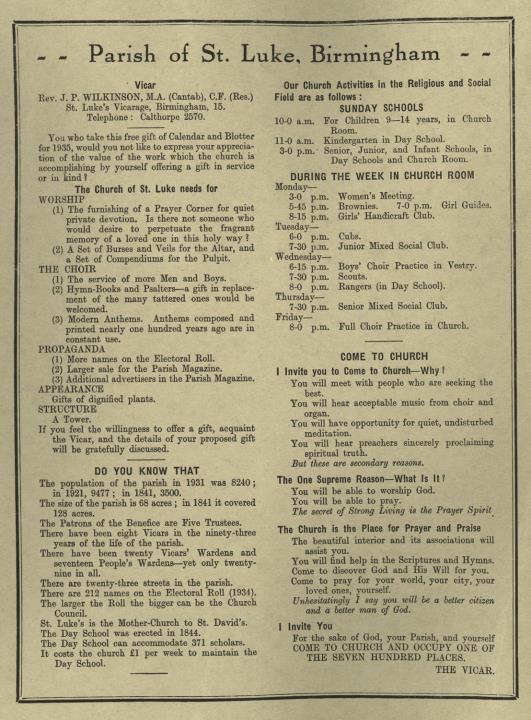 - - Parish of St. Luke, Birmingham - -
Vicar
Rev. J. P. WILKINSON, M.A. (Cantab), C.F. (Res.)
St. Luke's Vicarage, Birmingham, 15.
Telephone : Calthorpe 2570.
You who take this free gift of Calendar and Blotter
for 1935, would you not like to express your apprecia-
tion of the value of the work which the church is
accomplishing by yourself offering a gift in service
or in kind ?
The Church of St. Luke needs for
WORSHIP
(1) The furnishing of a Prayer Corner for quiet
private devotion. Is there not someone who
would desire to perpetuate the fragrant
memory of a loved one in this holy way ?
(2) A Set of Burses and Veils for the Altar, and
a Set of Compendiums for the Pulpit.
THE CHOIR
(1) The service of more Men and Boys.
(2) Hymn-Books and Psalters—a gift in replace-
ment of the many tattered ones would be
welcomed.
(3) Modern Anthems. Anthems composed and
printed nearly one hundred years ago are in
constant use.
PROPAGANDA
(1) More names on the Electoral Roll.
(2) Larger sale for the Parish Magazine.
(3) Additional advertisers in the Parish Magazine.
APPEARANCE
Gifts of dignified plants.
STRUCTURE
A Tower.
If you feel the willingness to offer a gift, acquaint
the Vicar, and the details of your proposed gift
will be gratefully discussed.
DO YOU KNOW THAT
The population of the parish in 1931 was 8240 ;
in 1921, 9477 ; in 1841, 3500.
The size of the parish is 68 acres ; in 1841 it covered
128 acres.
The Patrons of the Benefice are Five Trustees.
There have been eight Vicars in the ninety-three
years of the life of the parish.
There have been twenty Vicars' Wardens and
seventeen People's Wardens—yet only twenty-
nine in all.
There are twenty-three streets in the parish.
There are 212 names on the Electoral Roll (1934).
The larger the Roll the bigger can be the Church
Council.
St. Luke's is the Mother-Church to St. David's.
The Day School was erected in 1844.
The Day School can accommodate 371 scholars.
It costs the church £1 per week to maintain the
Day School.
Our Church Activities in the Religious and Social
Field are as follows :
SUNDAY SCHOOLS
10-0 a.m. For Children 9—14 years, in Church
Room.
11-0 a.m. Kindergarten in Day School.
3-0 p.m. Senior, Junior, and Infant Schools, in
Day Schools and Church Room.
DURING THE WEEK IN CHURCH ROOM
Monday—
3-0 p.m. Women's Meeting.
5-45 p.m. Brownies. 7-0 p.m. Girl Guides.
8-15 p.m. Girls' Handicraft Club.
Tuesday—
6-0 p.m. Cubs.
7-30 p.m. Junior Mixed Social Club.
Wednesday—
6-15 p.m. Boys' Choir Practice in Vestry.
7-30 p.m. Scouts.
8-0 p.m. Rangers (in Day School).
Thursday—
7-30 p.m. Senior Mixed Social Club.
Friday—
8-0 p.m. Full Choir Practice in Church.
COME TO CHURCH
I Invite you to Come to Church—Why ?
You will meet with people who are seeking the
best.
You will hear acceptable music from choir and
organ.
You will have opportunity for quiet, undisturbed
meditation.
You will hear preachers sincerely proclaiming
spiritual truth.
But these are secondary reasons.
The One Supreme Reason—What Is It ?
You will be able to worship God.
You will be able to pray.
The secret of Strong Living is the Prayer Spirit.
The Church is the Place for Prayer and Praise
The beautiful interior and its associations will
assist you.
You will find help in the Scriptures and Hymns.
Come to discover God and His Will for you.
Come to pray for your world, your city, your
loved ones, yourself.
Unhesitatingly I say you will be a better citizen
and a better man of God.
I Invite You
For the sake of God, your Parish, and yourself
COME TO CHURCH AND OCCUPY ONE OF
THE SEVEN HUNDRED PLACES.
THE VICAR.